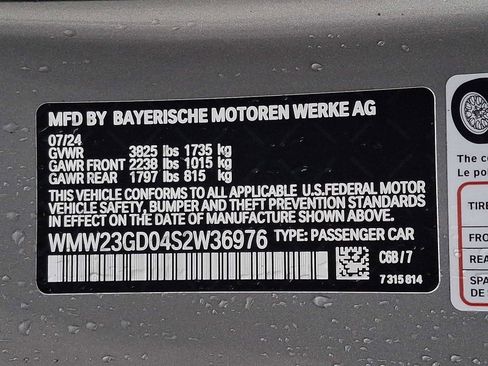 MFD BY BAYERISCHE MOTOREN WERKE AG
07/24
GVWR 3825 lbs 1735 kg
GAWR FRONT 2238 lbs 1015 kg
GAWR REAR 1797 lbs 815 kg
THIS VEHICLE CONFORMS TO ALL APPLICABLE U.S.FEDERAL MOTOR
VEHICLE SAFETY, BUMPER AND THEFT PREVENTION STANDARDS
IN EFFECT ON THE DATE OF MANUFACTURE SHOWN ABOVE.
WMW23GD04S2W36976 TYPE: PASSENGER CAR
C6B / 7
7 315 814
The co
Le po
TIRE
FRO
REA
SPA
DE